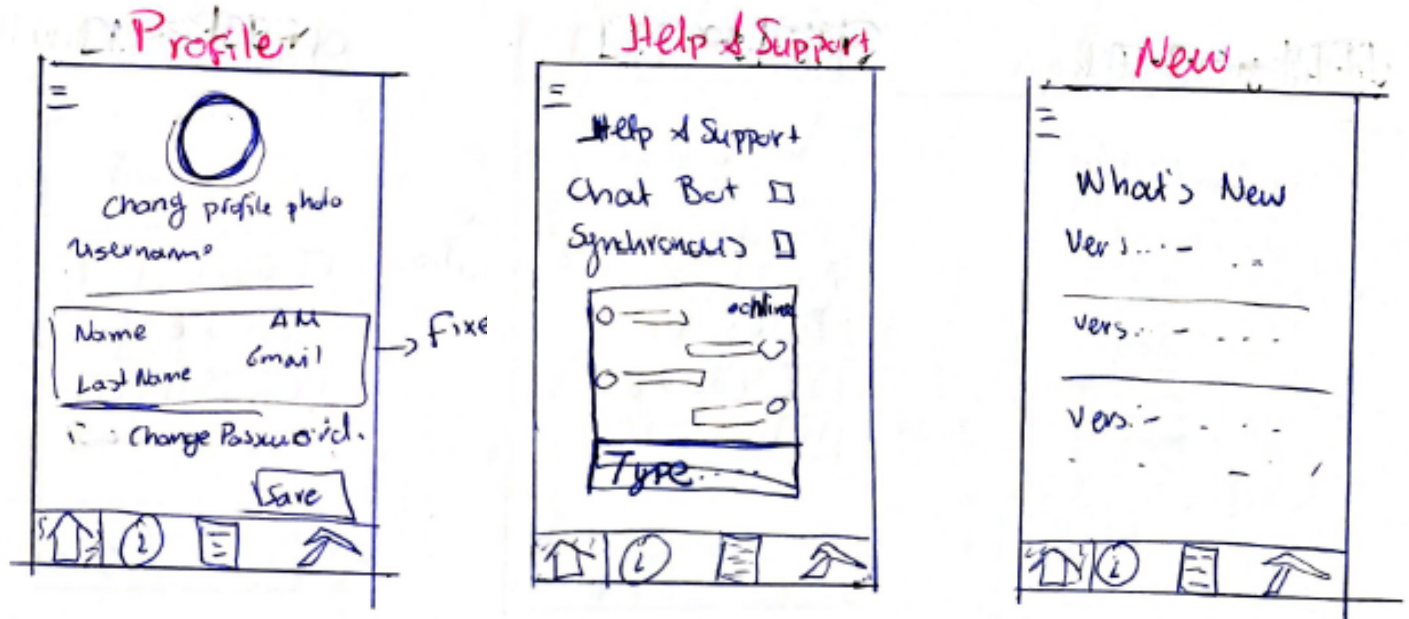 Profile
Chang profile photo
Username
Name AM
Last Name Email
Fixe
Change Password.
Save
i
Help & Support
Help & Support
Chat Bot
Synchronous
Type.....
i
New
What's New
Vers...-
Vers..-
Vers.-
i